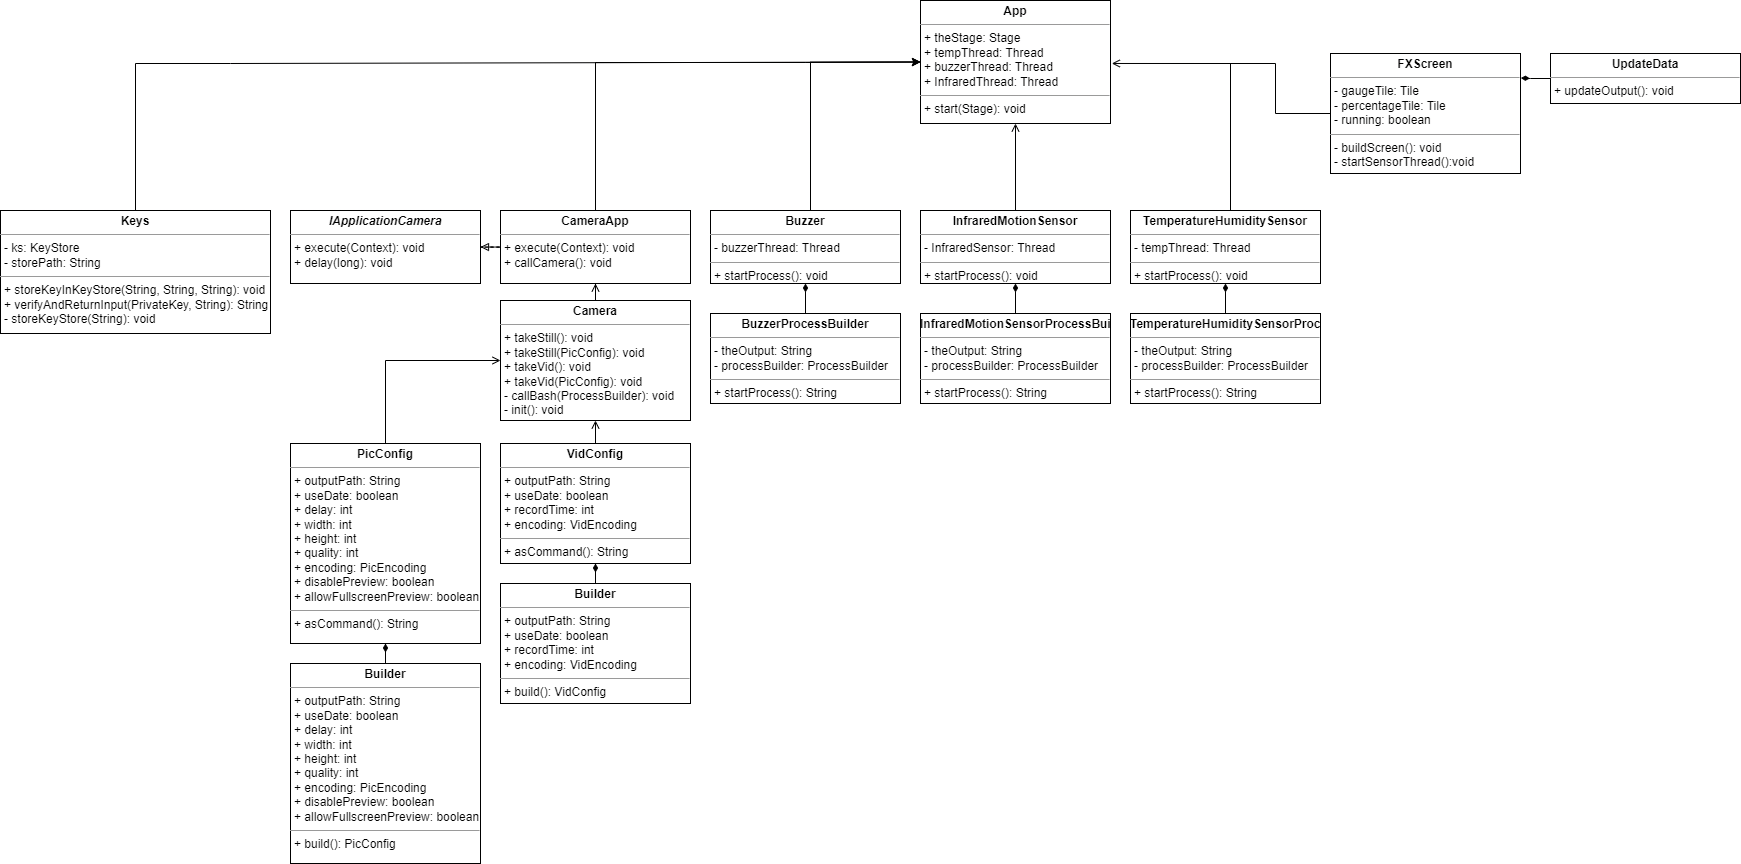 App
+ theStage: Stage
+ tempThread: Thread
+ buzzerThread: Thread
+ InfraredThread: Thread
+ start(Stage): void
FXScreen
- gaugeTile: Tile
- percentageTile: Tile
- running: boolean
- buildScreen(): void
- startSensorThread():void
UpdateData
+ updateOutput(): void
Keys
- ks: KeyStore
- storePath: String
+ storeKeyInKeyStore(String, String, String): void
+ verifyAndReturnInput(PrivateKey, String): String
- storeKeyStore(String): void
IApplicationCamera
+ execute(Context): void
+ delay(long): void
CameraApp
+ execute(Context): void
+ callCamera(): void
Buzzer
- buzzerThread: Thread
+ startProcess(): void
InfraredMotionSensor
- InfraredSensor: Thread
+ startProcess(): void
TemperatureHumiditySensor
- tempThread: Thread
+ startProcess(): void
Camera
+ takeStill(): void
+ takeStill(PicConfig): void
+ takeVid(): void
+ takeVid(PicConfig): void
- callBash(ProcessBuilder): void
- init(): void
BuzzerProcessBuilder
- theOutput: String
- processBuilder: ProcessBuilder
+ startProcess(): String
InfraredMotionSensorProcessBui
- theOutput: String
- processBuilder: ProcessBuilder
+ startProcess(): String
TemperatureHumiditySensorProc
- theOutput: String
- processBuilder: ProcessBuilder
+ startProcess(): String
PicConfig
+ outputPath: String
+ useDate: boolean
+ delay: int
+ width: int
+ height: int
+ quality: int
+ encoding: PicEncoding
+ disablePreview: boolean
+ allowFullscreenPreview: boolean
+ asCommand(): String
VidConfig
+ outputPath: String
+ useDate: boolean
+ recordTime: int
+ encoding: VidEncoding
+ asCommand(): String
Builder
+ outputPath: String
+ useDate: boolean
+ recordTime: int
+ encoding: VidEncoding
+ build(): VidConfig
Builder
+ outputPath: String
+ useDate: boolean
+ delay: int
+ width: int
+ height: int
+ quality: int
+ encoding: PicEncoding
+ disablePreview: boolean
+ allowFullscreenPreview: boolean
+ build(): PicConfig